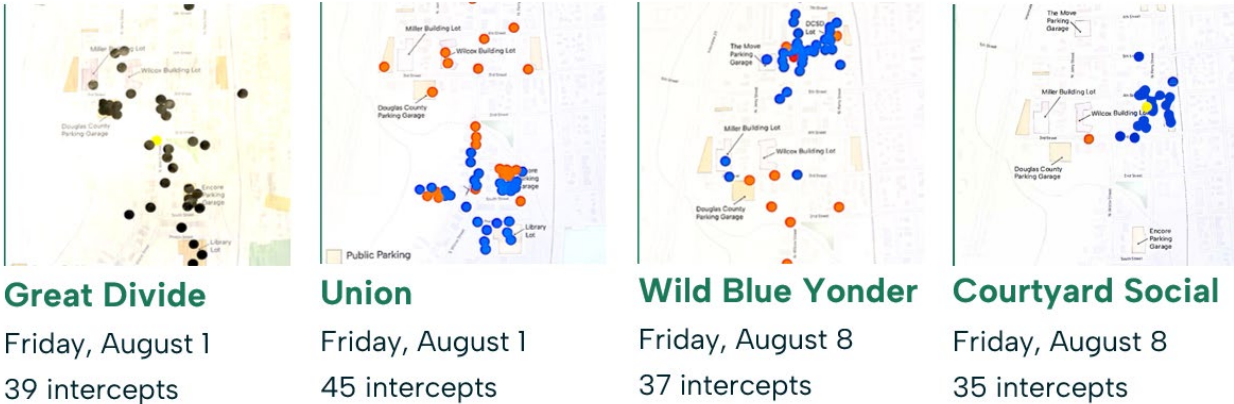 Miller Building Lot
Wilcox Building Lot
Douglas County
Parking Garage
Encore
Parking
Garage
Library
Lot
Miller Building Lot
Wilcox Building Lot
Douglas County
Parking Garage
Library
Lot
Public Parking
DCSD
Lot
The Move
Parking
Garage
Miller Building Lot
Wilcox Building Lot
Douglas County
Parking Garage
The Move
Parking
Garage
Miller Building Lot
Wilcox Building Lot
Douglas County
Parking Garage
Encore
Parking
Garage
Great Divide
Friday, August 1
39 intercepts
Union
Friday, August 1
45 intercepts
Wild Blue Yonder
Friday, August 8
37 intercepts
Courtyard Social
Friday, August 8
35 intercepts